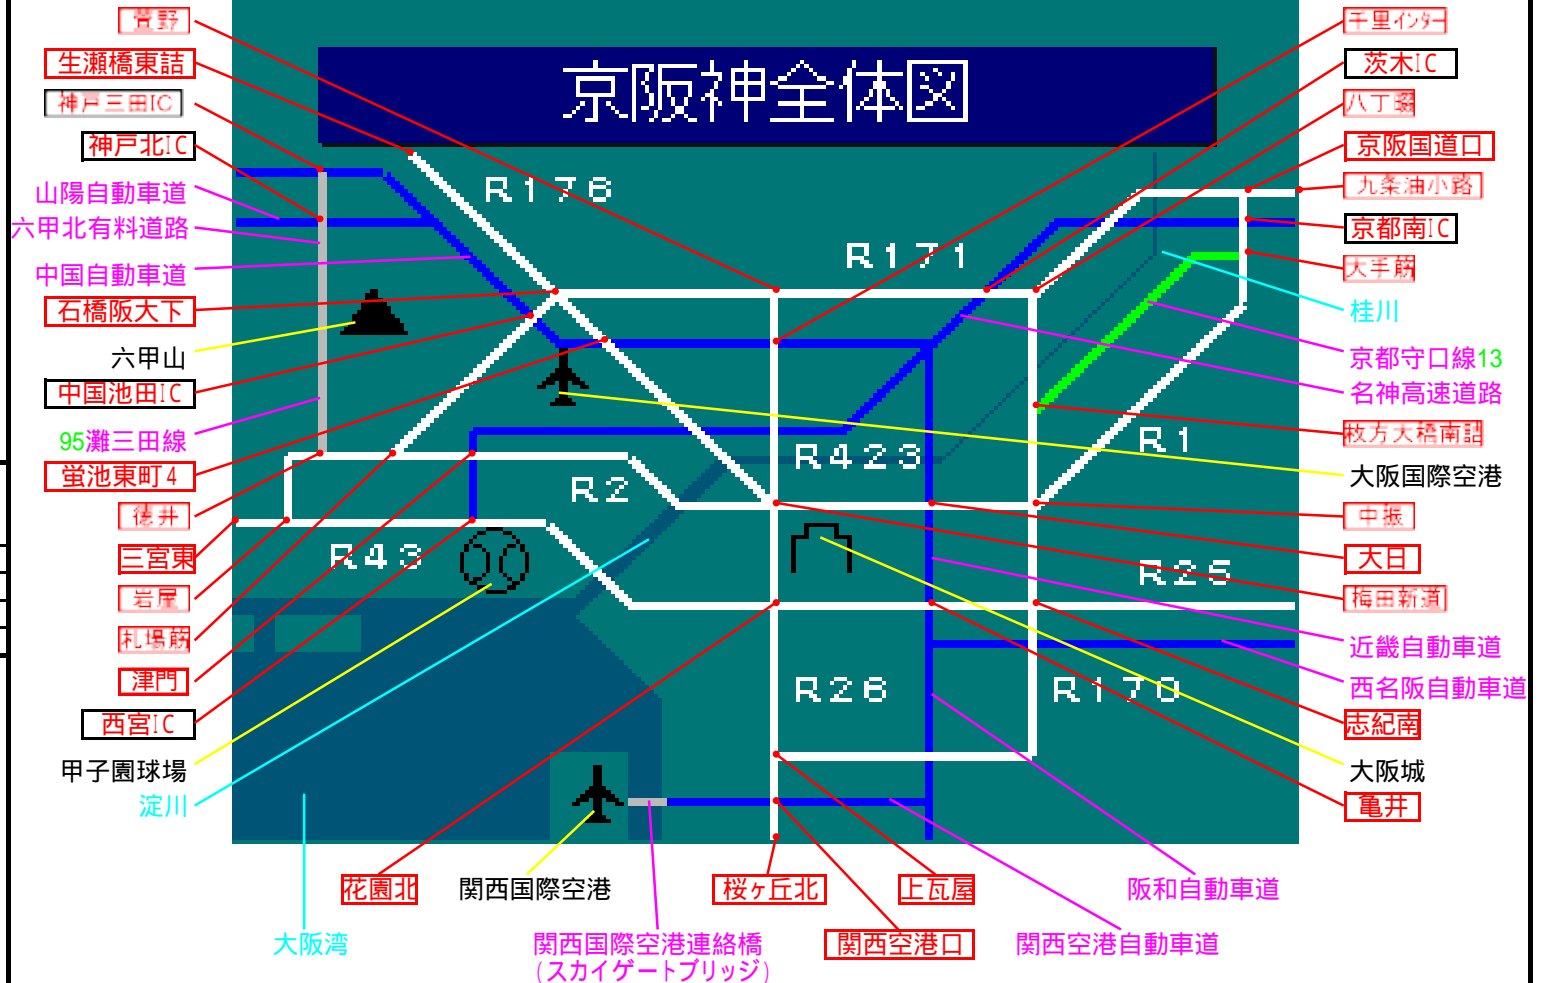 京阪神全体図
萱野
生瀬橋東詰
神戸三田IC
神戸北IC
山陽自動車道
六甲北有料道路
中国自動車道
石橋阪大下
六甲山
中国池田IC
95灘三田線
蛍池東町4
徳井
三宮東
岩屋
札場筋
津門
西宮IC
甲子園球場
淀川
R176
R171
R423
R1
R2
R43
R25
R26
R170
千里インター
茨木IC
八丁畷
京阪国道口
九条油小路
京都南IC
大手筋
桂川
京都守口線13
名神高速道路
枚方大橋南詰
大阪国際空港
中振
大日
梅田新道
近畿自動車道
西名阪自動車道
志紀南
大阪城
亀井
花園北
関西国際空港
桜ヶ丘北
上瓦屋
阪和自動車道
大阪湾
関西国際空港連絡橋
(スカイゲートブリッジ)
関西空港口
関西空港自動車道